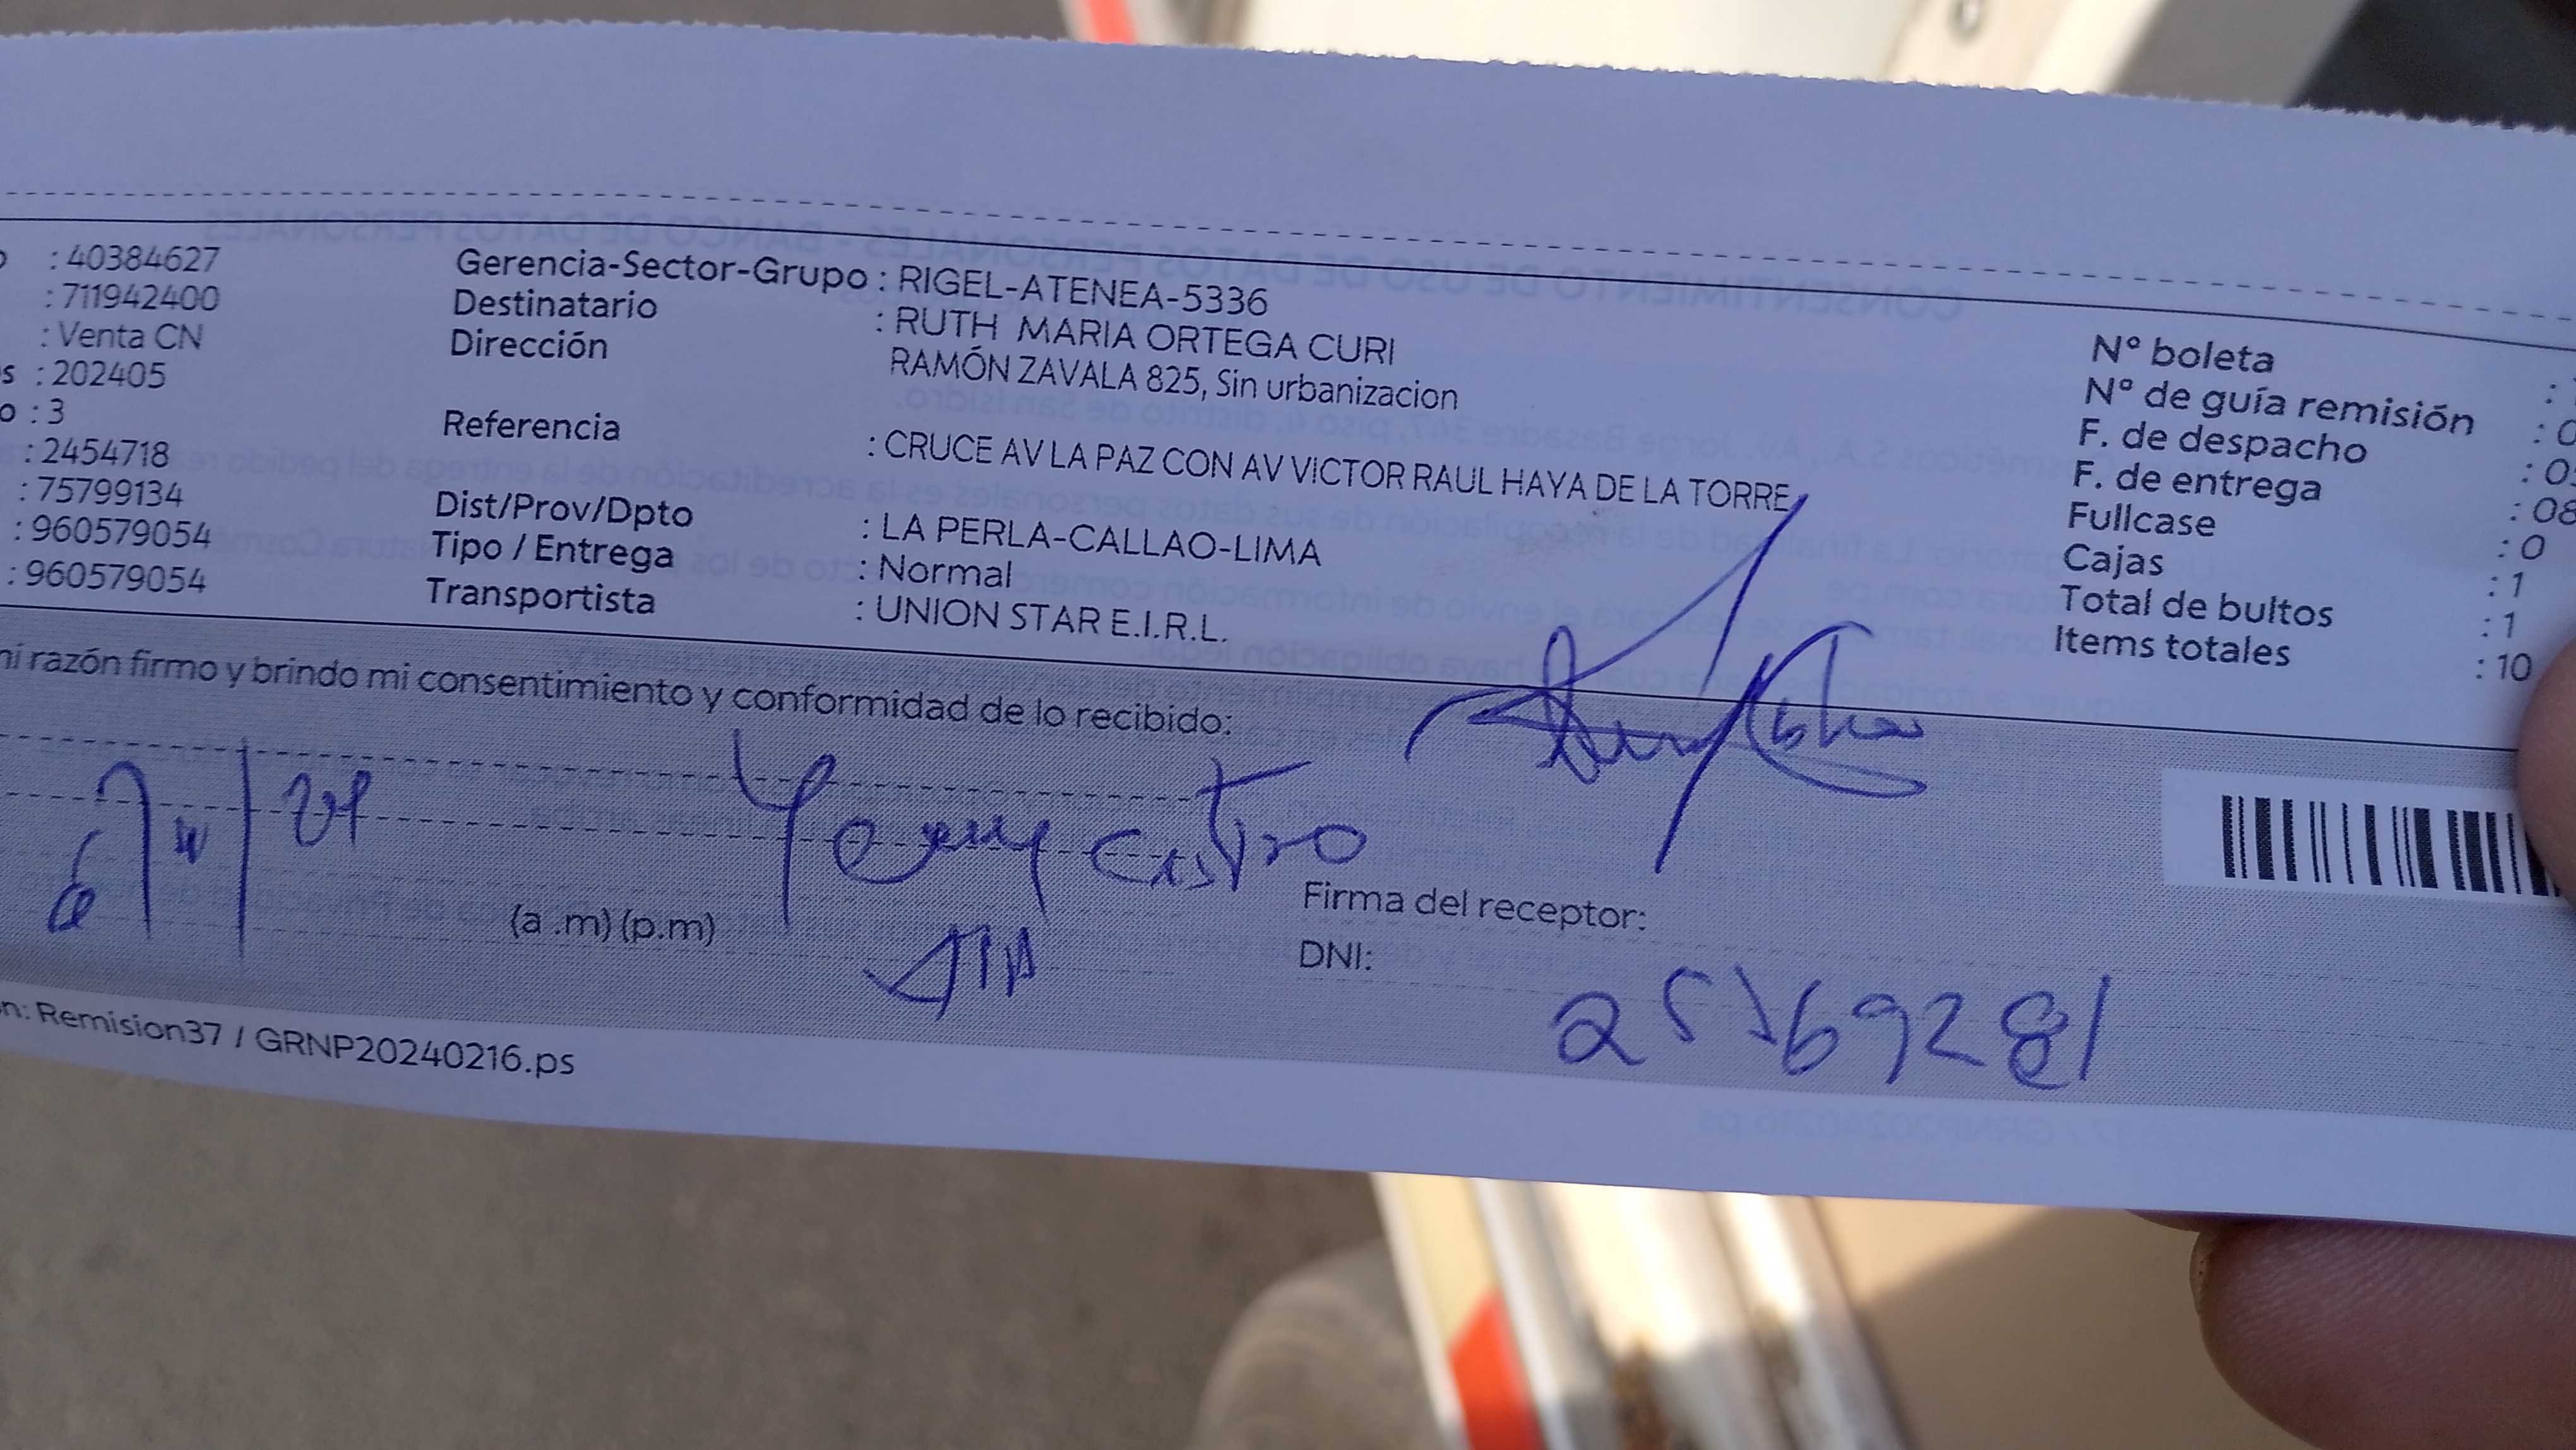 : 40384627
: 711942400
: Venta CN
s : 202405
o : 3
: 2454718
: 75799134
: 960579054
: 960579054
Gerencia-Sector-Grupo : RIGEL-ATENEA-5336
Destinatario : RUTH MARIA ORTEGA CURI
Dirección RAMÓN ZAVALA 825, Sin urbanizacion
Referencia : CRUCE AV LA PAZ CON AV VICTOR RAUL HAYA DE LA TORRE
Dist/Prov/Dpto : LA PERLA-CALLAO-LIMA
Tipo / Entrega : Normal
Transportista : UNION STAR E.I.R.L.
N° boleta :
N° de guía remisión : 0
F. de despacho : 0
F. de entrega : 08
Fullcase : 0
Cajas : 1
Total de bultos : 1
Items totales : 10
mi razón firmo y brindo mi consentimiento y conformidad de lo recibido:
Castro
(a .m) (p.m)
Firma del receptor:
DNI: 25769281
n: Remision37 / GRNP20240216.ps